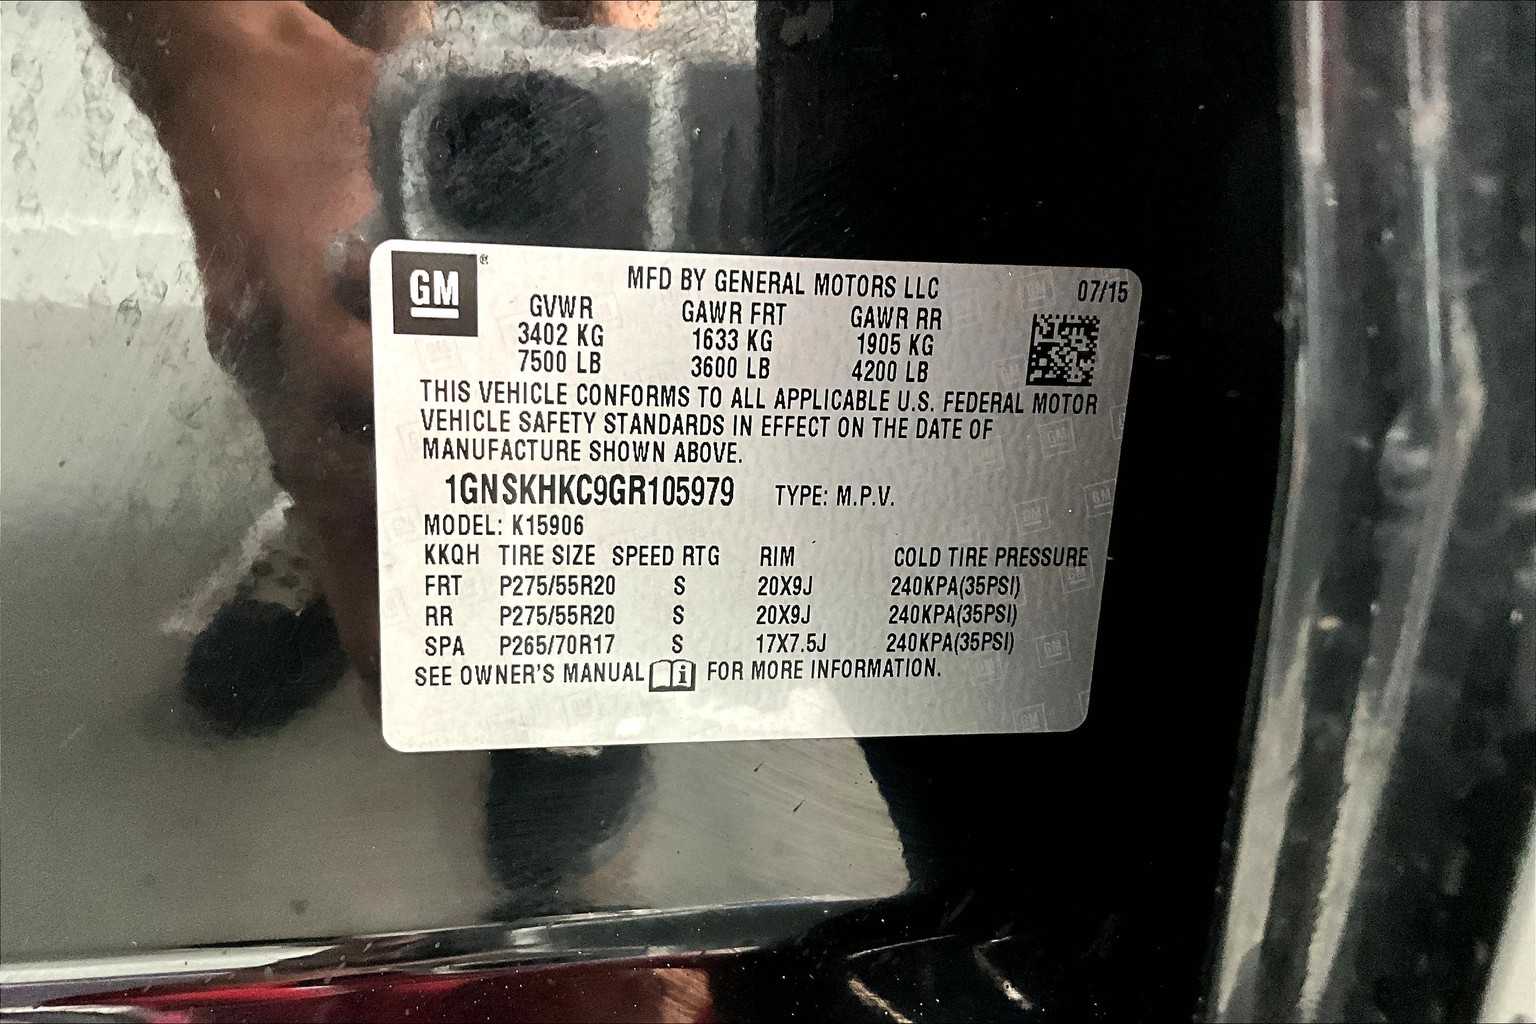 GM®
MFD BY GENERAL MOTORS LLC 07/15
GVWR GAWR FRT GAWR RR
3402 KG 1633 KG 1905 KG
7500 LB 3600 LB 4200 LB
THIS VEHICLE CONFORMS TO ALL APPLICABLE U.S. FEDERAL MOTOR
VEHICLE SAFETY STANDARDS IN EFFECT ON THE DATE OF
MANUFACTURE SHOWN ABOVE.
1GNSKHKC9GR105979 TYPE: M.P.V.
MODEL: K15906
KKQH TIRE SIZE SPEED RTG RIM COLD TIRE PRESSURE
FRT P275/55R20 S 20X9J 240KPA(35PSI)
RR P275/55R20 S 20X9J 240KPA(35PSI)
SPA P265/70R17 S 17X7.5J 240KPA(35PSI)
SEE OWNER'S MANUAL i FOR MORE INFORMATION.